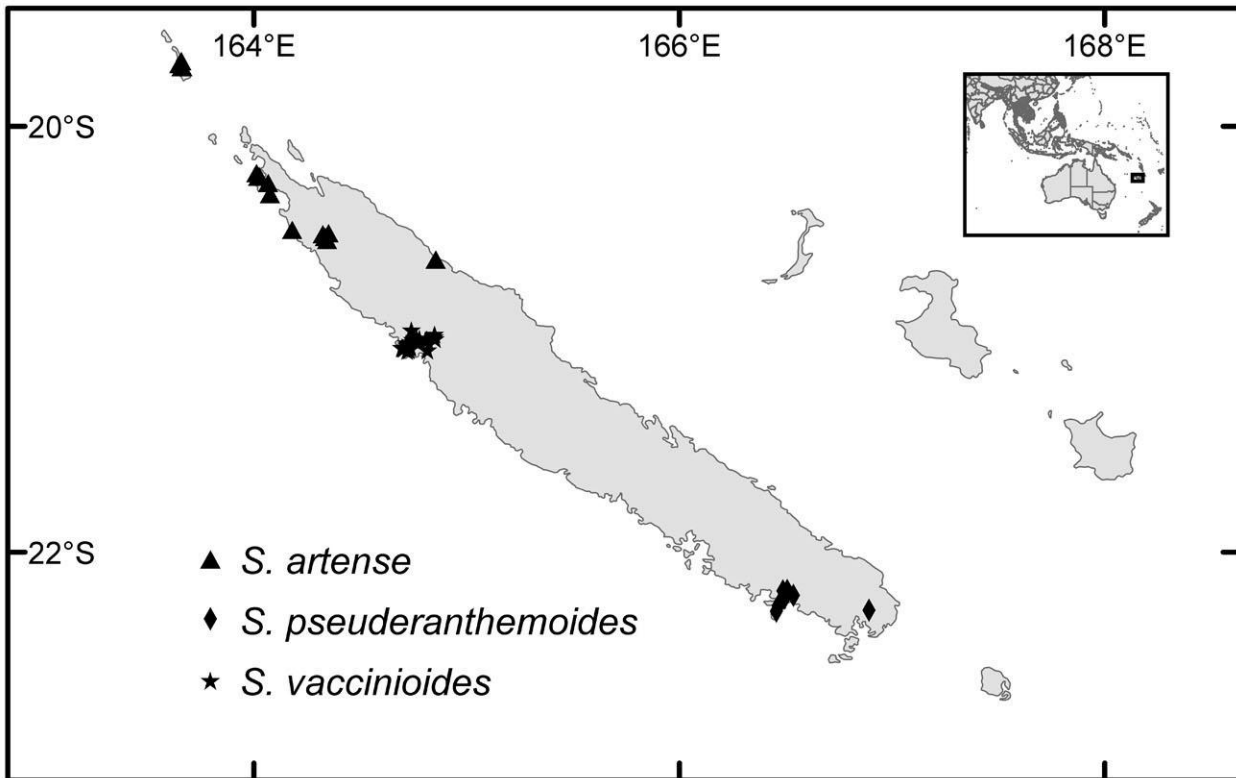 164°E 166°E 168°E
20°S
22°S
S. artense
S. pseuderanthemoides
S. vaccinioides